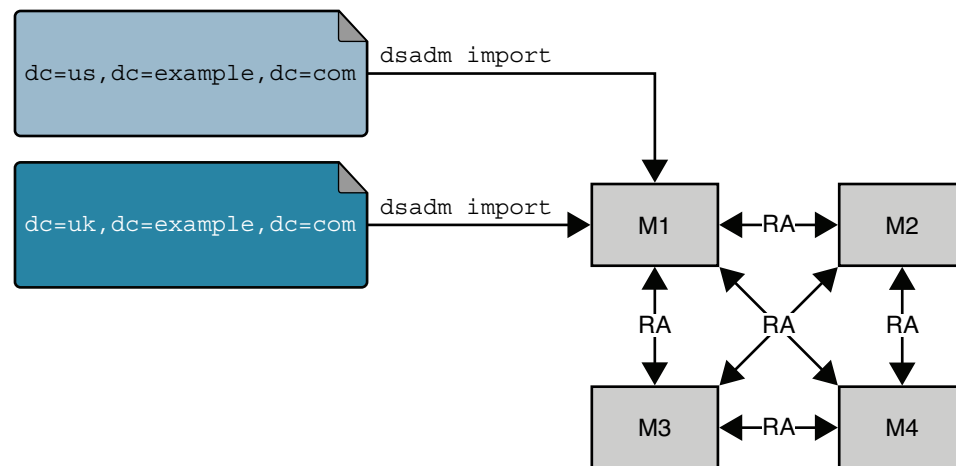 dc=us,dc=example,dc=com
dsadm import
dc=uk,dc=example,dc=com
dsadm import
M1
RA
M2
RA
RA
RA
M3
RA
M4